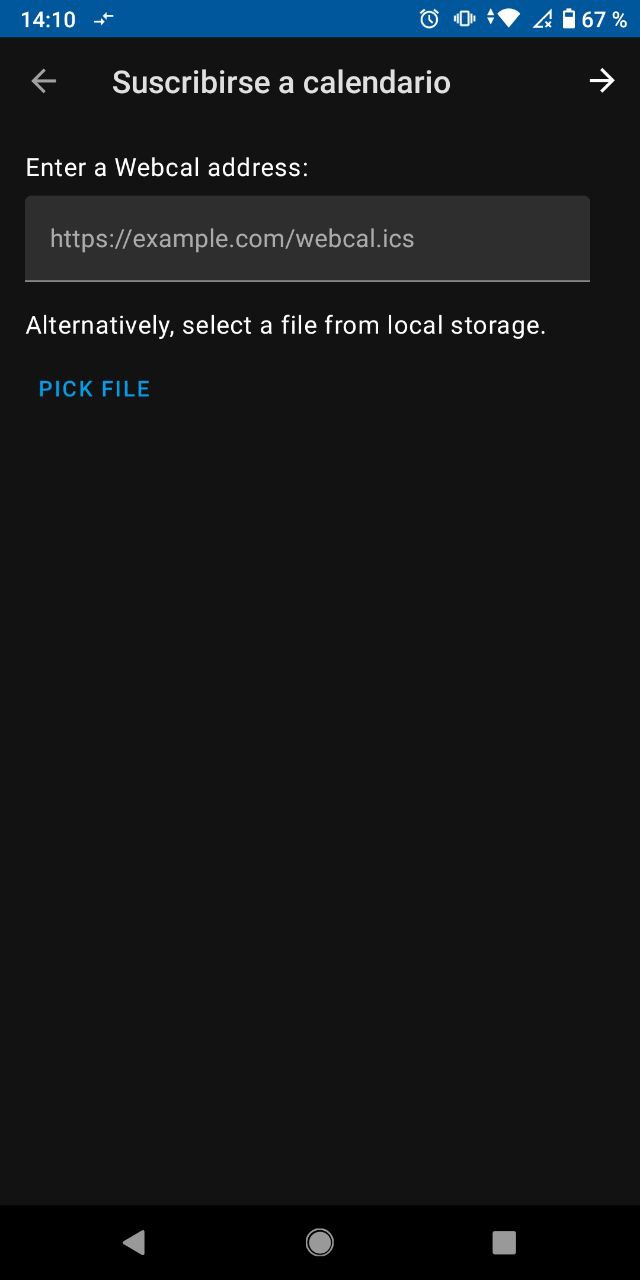 14:10
67 %
Suscribirse a calendario
Enter a Webcal address:
https://example.com/webcal.ics
Alternatively, select a file from local storage.
PICK FILE